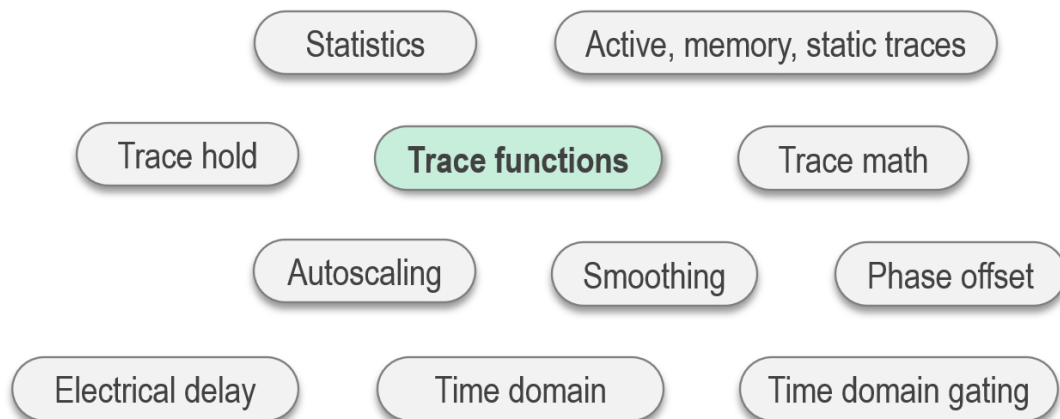 Statistics
Active, memory, static traces
Trace hold
Trace functions
Trace math
Autoscaling
Smoothing
Phase offset
Electrical delay
Time domain
Time domain gating